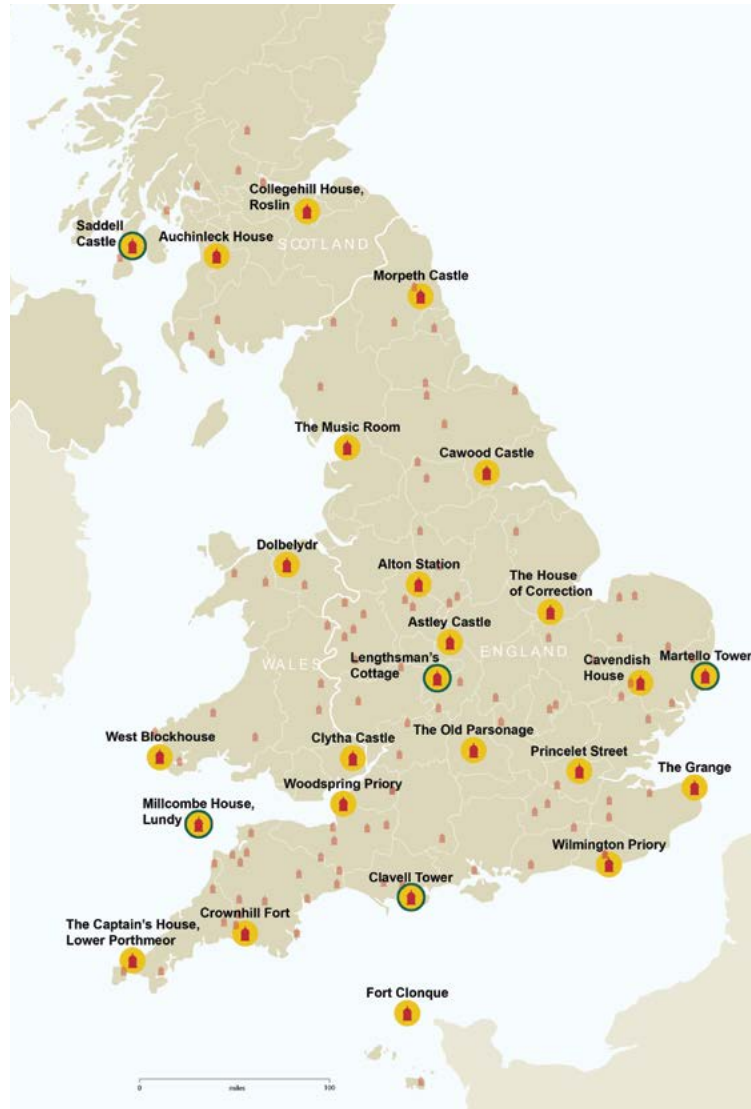 Collegehill House,
Roslin
Saddell
Castle
Auchinleck House
SCOTLAND
Morpeth Castle
The Music Room
Cawood Castle
Dolbelydr
Alton Station
The House
of Correction
Astley Castle
WALES
Lengthsman's
Cottage
ENGLAND
Cavendish
House
Martello Tower
West Blockhouse
Clytha Castle
The Old Parsonage
Princelet Street
The Grange
Woodspring Priory
Millcombe House,
Lundy
Wilmington Priory
Clavell Tower
The Captain's House,
Lower Porthmeor
Crownhill Fort
Fort Clonque
0 miles 100